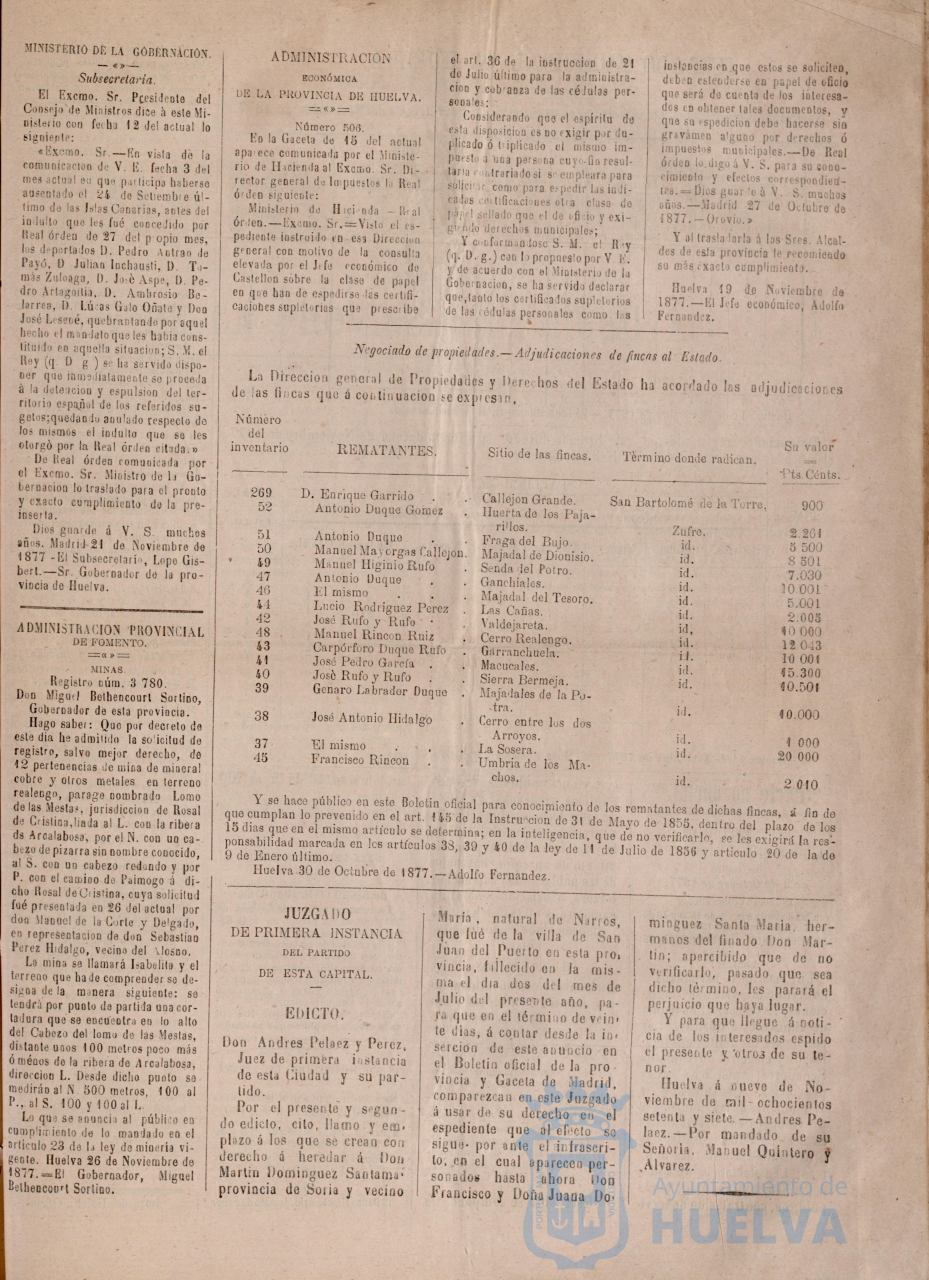 MINISTERIO DE LA GOBERNACIÓN.
— «» —
Subsecretaría.
El Excmo. Sr. Presidente del
Consejo de Ministros dice á este Mi-
nisterio con fecha 12 del actual lo
siguiente:
«Excmo. Sr.—En vista de la
comunicacion de V. E. fecha 3 del
mes actual en que participa haberse
ausentado el 24 de Setiembre úl-
timo de las Islas Canarias, antes del
indulto que les fué concedido por
Real órden de 27 del propio mes,
los deportados D. Pedro Antrao de
Payó, D Julian Inchausti, D. To-
más Zuloaga, D. José Aspe, D. Pe-
dro Artagoitia, D. Ambrosio Be-
larren, D. Lúcas Galo Oñate y Don
José Leséné, quebrantando por aquel
hecho el mandato que les habia cons-
tituido en aquella situacion; S. M. el
Rey (q. D g ) se ha servido dispo-
ner que inmediatamente se proceda
á la detencion y espulsion del ter-
ritorio español de los referidos su-
getos;quedando anulado respecto de
los mismos el indulto que se les
otorgó por la Real órden citada.»
De Real órden comunicada por
el Excmo. Sr. Ministro de la Go-
bernacion lo traslado para el pronto
y exacto cumplimiento de la pre-
inserta.
Dios guarde á V. S. muchos
años. Madrid 21 de Noviembre de
1877 -El Subsecretario, Lope Gis-
bert.—Sr. Gobernador de la pro-
vincia de Huelva.
ADMINISTRACION PROVINCIAL
DE FOMENTO.
=«»=
MINAS.
Registro núm. 3 780.
Don Miguel Bethencourt Sortino,
Gobernador de esta provincia.
Hago saber: Que por decreto de
este dia he admitido la solicitud de
registro, salvo mejor derecho, de
12 pertenencias de mina de mineral
cobre y otros metales en terreno
realengo, parage nombrado Lomo
de las Mestas, jurisdiccion de Rosal
de Cristina,linda al L. con la ribera
de Arcalabosa, por el N. con un ca-
bezo de pizarra sin nombre conocido,
al S. con un cabezo redondo y por
P. con el camino de Paimogo á di-
cho Rosal de Cristina, cuya solicitud
fué presentada en 26 del actual por
don Manuel de la Corte y Delgado,
en representacion de don Sebastian
Perez Hidalgo, vecino del Alosno.
La mina se llamará Isabelita y el
terreno que ha de comprender se de-
signa de la manera siguiente: se
tendrá por punto de partida una cor-
tadura que se encuentra en lo alto
del Cabezo del lomo de las Mestas,
distante unos 100 metros poco más
ó ménos de la ribera de Arcalabosa,
direccion L. Desde dicho punto se
medirán al N. 500 metros, 100 al
P., al S. 100 y 100 al L.
Lo que se anuncia al público en
cumplimiento de lo mandado en el
artículo 23 de la ley de minería vi-
gente. Huelva 26 de Noviembre de
1877.=El Gobernador, Miguel
Bethencourt Sortino.
ADMINISTRACION
ECONÓMICA
DE LA PROVINCIA DE HUELVA.
=«»=
Número 506.
En la Gaceta de 15 del actual
aparece comunicada por el Ministe-
rio de Hacienda al Excmo. Sr. Di-
rector general de Impuestos la Real
órden siguiente:
Ministerio de Hacienda —Real
órden.—Excmo. Sr.=Visto el es-
pediente instruido en esa Direccion
general con motivo de la consulta
elevada por el Jefe económico de
Castellon sobre la clase de papel
en que han de espedirse las certifi-
caciones supletorias que prescribe
el art. 36 de la instruccion de 21
de Julio último para la administra-
cion y cobranza de las cédulas per-
sonales:
Considerando que el espíritu de
esta disposicion es no exigir por du-
plicado ó triplicado el mismo im-
puesto á una persona cuyo fin resul-
taria contrariado si se empleara para
solicitar como para espedir las indi-
cadas certificaciones otra clase de
papel sellado que el de oficio y exi-
giendo derechos municipales;
Y conformandose S. M. el Rey
(q. D. g.) con lo propuesto por V E.
y de acuerdo con el Ministerio de la
Gobernacion, se ha servido declarar
que,tanto los certificados supletorios
de las cédulas personales como las
instancias en que estos se soliciten,
deben estenderse en papel de oficio
que será de cuenta de los interesa-
dos en obtener tales documentos, y
que su espedicion debe hacerse sin
gravámen alguno por derechos ó
impuestos municipales.—De Real
órden lo digo á V. S. para su cono-
cimiento y efectos correspondien-
tes.=Dios guarde á V. S. muchos
años.—Madrid 27 de Octubre de
1877.—Orovio.»
Y al trasladarla á las Sres. Alcal-
des de esta provincia les recomiendo
su más exacto cumplimiento.
Huelva 19 de Noviembre de
1877.—El Jefe económico, Adolfo
Fernandez.
Negociado de propiedades.—Adjudicaciones de fincas al Estado.
La Direccion general de Propiedades y Derechos del Estado ha acordado las adjudicaciones
de las fincas que á continuacion se expresan,
Número del inventario REMATANTES. Sitio de las fincas. Término donde radican. Su valor = Pts Cénts.
269 D. Enrique Garrido . . Callejon Grande. San Bartolomé de la Torre, 900
52 Antonio Duque Gomez . Huerta de los Paja-
rillos. Zufre, 2.261
51 Antonio Duque . . Fraga del Bujo. id. 5 500
50 Manuel Mayorgas Callejon. Majadal de Dionisio. id. 8 501
49 Manuel Higinio Rufo . Senda del Potro. id. 7.030
47 Antonio Duque . . Ganchiales. id. 10.001
46 El mismo . . Majadal del Tesoro. id. 5.001
44 Lucio Rodriguez Perez . Las Cañas. id. 2.005
42 José Rufo y Rufo . . Valdejareta. id. 10 000
48 Manuel Rincon Ruiz . Cerro Realengo. id. 12 043
43 Carpórforo Duque Rufo . Garranchuela. id. 10 001
41 José Pedro García . . Macucales. id. 15.300
40 Josè Rufo y Rufo . . Sierra Bermeja. id. 10.501
39 Genaro Labrador Duque . Majadales de la Po-
tra. id. 10.000
38 José Antonio Hidalgo . Cerro entre los dos
Arroyos. id. 1 000
37 El mismo . . . La Sosera. id. 20 000
45 Francisco Rincon . . Umbria de los Ma-
chos. id. 2.010
Y se hace público en este Boletin oficial para conocimiento de los rematantes de dichas fincas, á fin de
que cumplan lo prevenido en el art. 145 de la Instruccion de 31 de Mayo de 1855, dentro del plazo de los
15 dias que en el mismo artículo se determina; en la inteligencia, que de no verificarlo, se les exigirá la res-
ponsabilidad marcada en los artículos 38, 39 y 40 de la ley de 11 de Julio de 1856 y articulo 20 de la de
9 de Enero último.
Huelva 30 de Octubre de 1877.—Adolfo Fernandez.
JUZGADO
DE PRIMERA INSTANCIA
DEL PARTIDO
DE ESTA CAPITAL.
EDICTO.
Don Andres Pelaez y Perez,
Juez de primera instancia
de esta Ciudad y su par-
tido.
Por el presente y segun-
do edicto, cito, llamo y em-
plazo á los que se crean con
derecho á heredar á Don
Martin Dominguez Santama-
provincia de Soria y vecino
María, natural de Narros,
que fué de la villa de San
Juan del Puerto en esta pro-
vincia, fallecido en la mis-
ma el dia dos del mes de
Julio del presente año, pa-
ra que en el término de vein-
te dias, á contar desde la in-
sercion de este anuncio en
el Boletin oficial de la pro
vincia y Gaceta de Madrid,
comparezcan en este Juzgado
á usar de su derecho en el
espediente que al efecto se
sigue por ante el infrascri-
to, en el cual aparecen per-
sonados hasta ahora Don
Francisco y Doña Juana Do-
minguez Santa María, her-
manos del finado Don Mar-
tin; apercibido que de no
verificarlo, pasado que sea
dicho término, les parará el
perjuicio que haya lugar.
Y para que llegue á noti-
cia de los interesados espido
el presente y otros de su te-
nor.
Huelva á nueve de No-
viembre de mil ochocientos
setenta y siete.—Andres Pe-
laez.—Por mandado de su
Señoria, Manuel Quintero y
Alvarez.
Ayuntamiento de
HUELVA